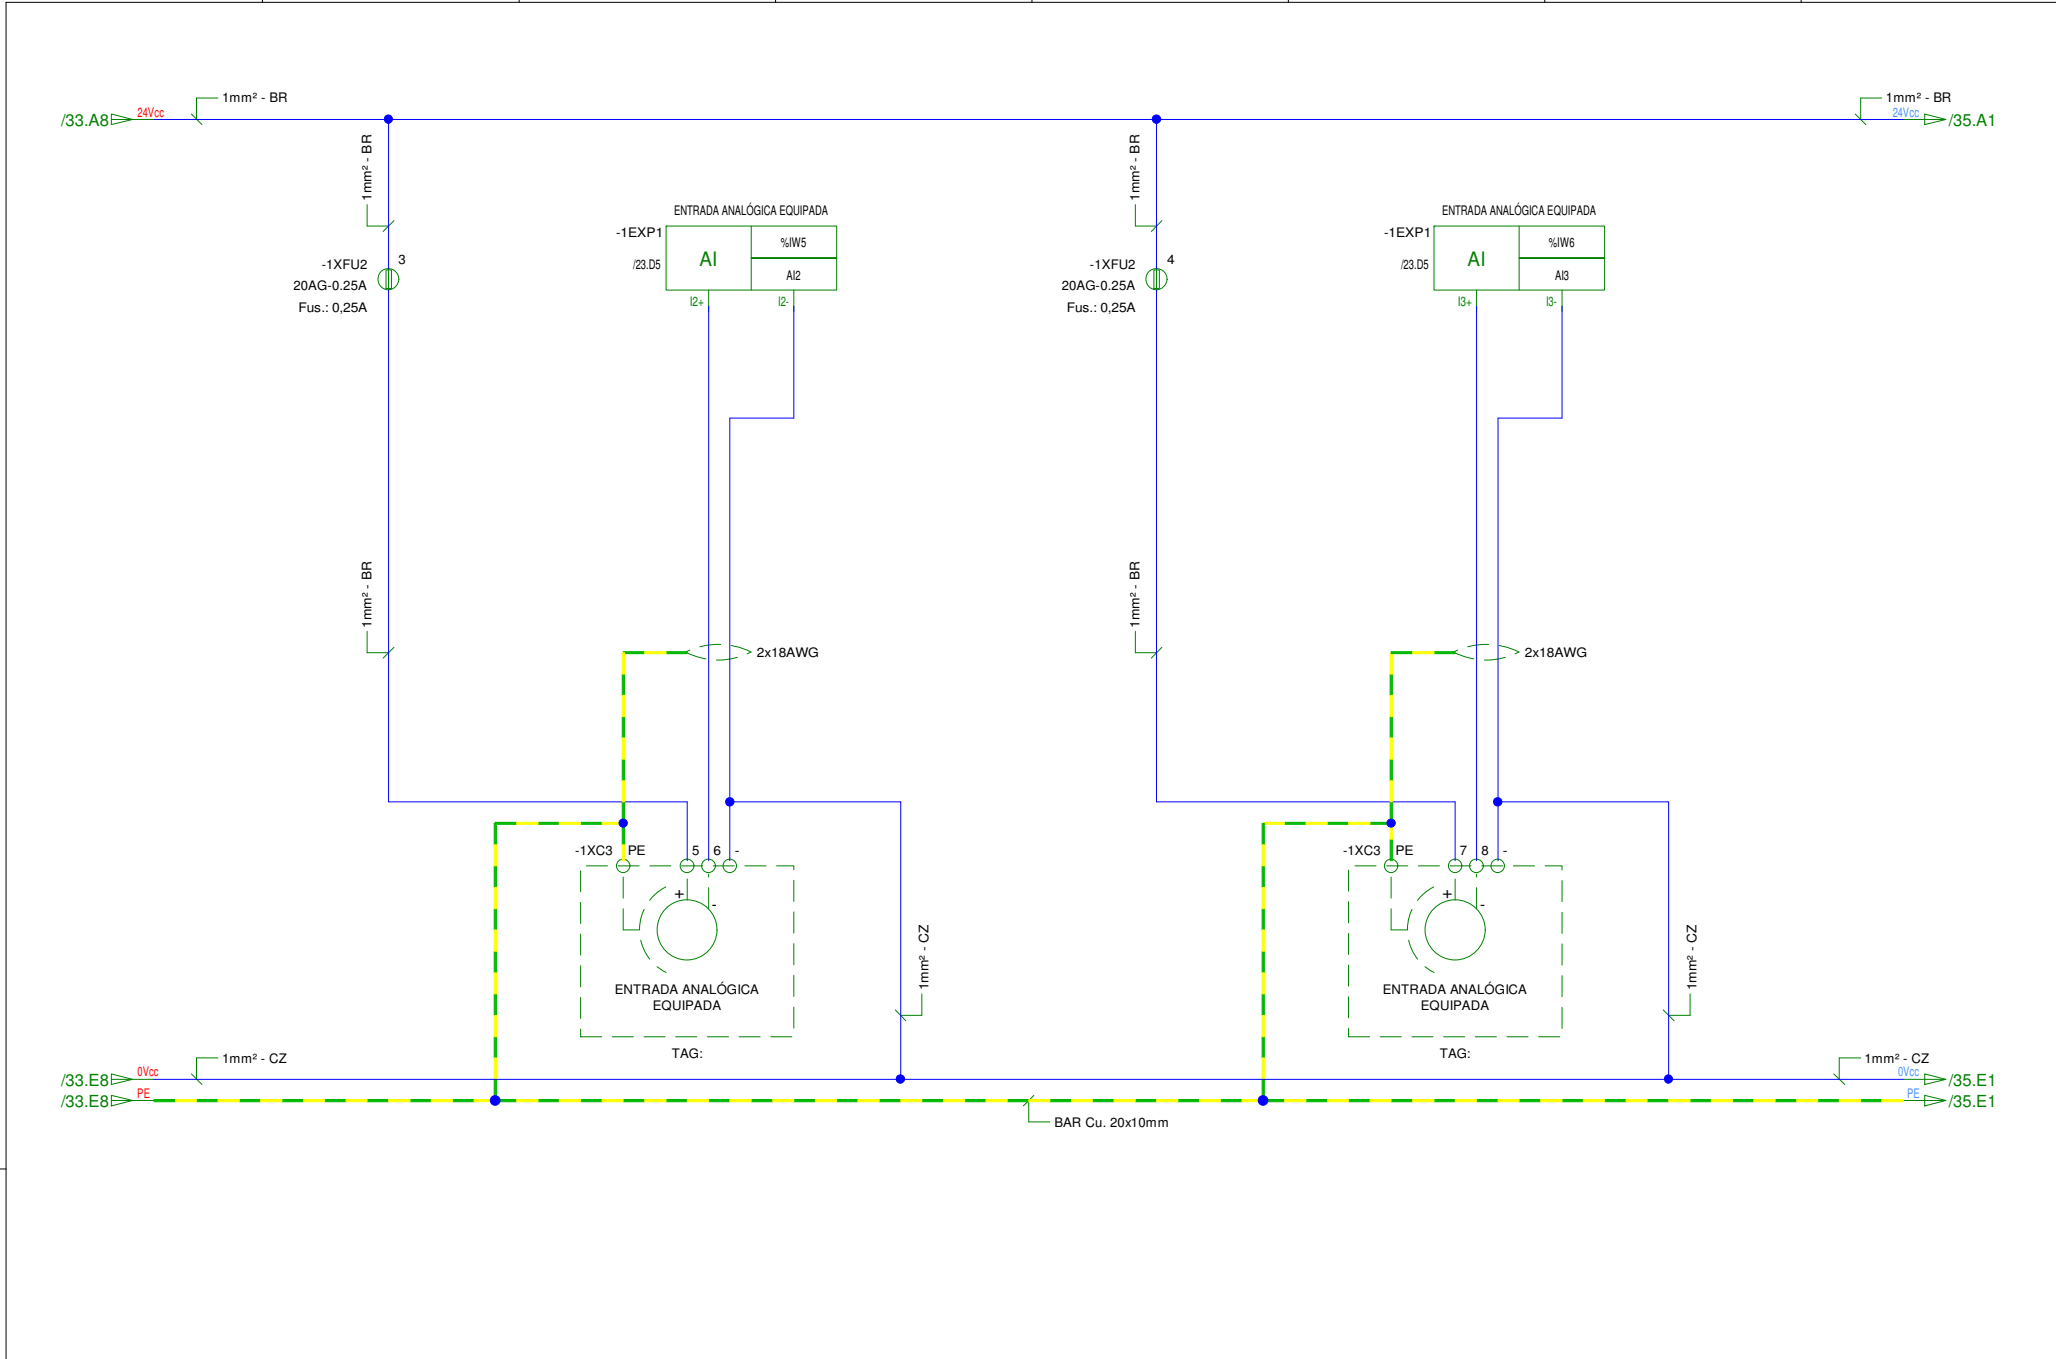 1mm² - BR
/33.A8
24Vcc
1mm² - BR
24Vcc
/35.A1
1mm² - BR
1mm² - BR
ENTRADA ANALÓGICA EQUIPADA
-1EXP1
/23.D5
AI
%IW5
AI2
I2+
I2-
ENTRADA ANALÓGICA EQUIPADA
-1EXP1
/23.D5
AI
%IW6
AI3
I3+
I3-
-1XFU2
3
20AG-0.25A
Fus.: 0,25A
-1XFU2
4
20AG-0.25A
Fus.: 0,25A
1mm² - BR
2x18AWG
1mm² - BR
2x18AWG
-1XC3
PE
5
6
-
+
-
ENTRADA ANALÓGICA
EQUIPADA
TAG:
1mm² - CZ
-1XC3
PE
7
8
-
+
-
ENTRADA ANALÓGICA
EQUIPADA
TAG:
1mm² - CZ
1mm² - CZ
/33.E8
0Vcc
/33.E8
PE
BAR Cu. 20x10mm
1mm² - CZ
0Vcc
/35.E1
PE
/35.E1